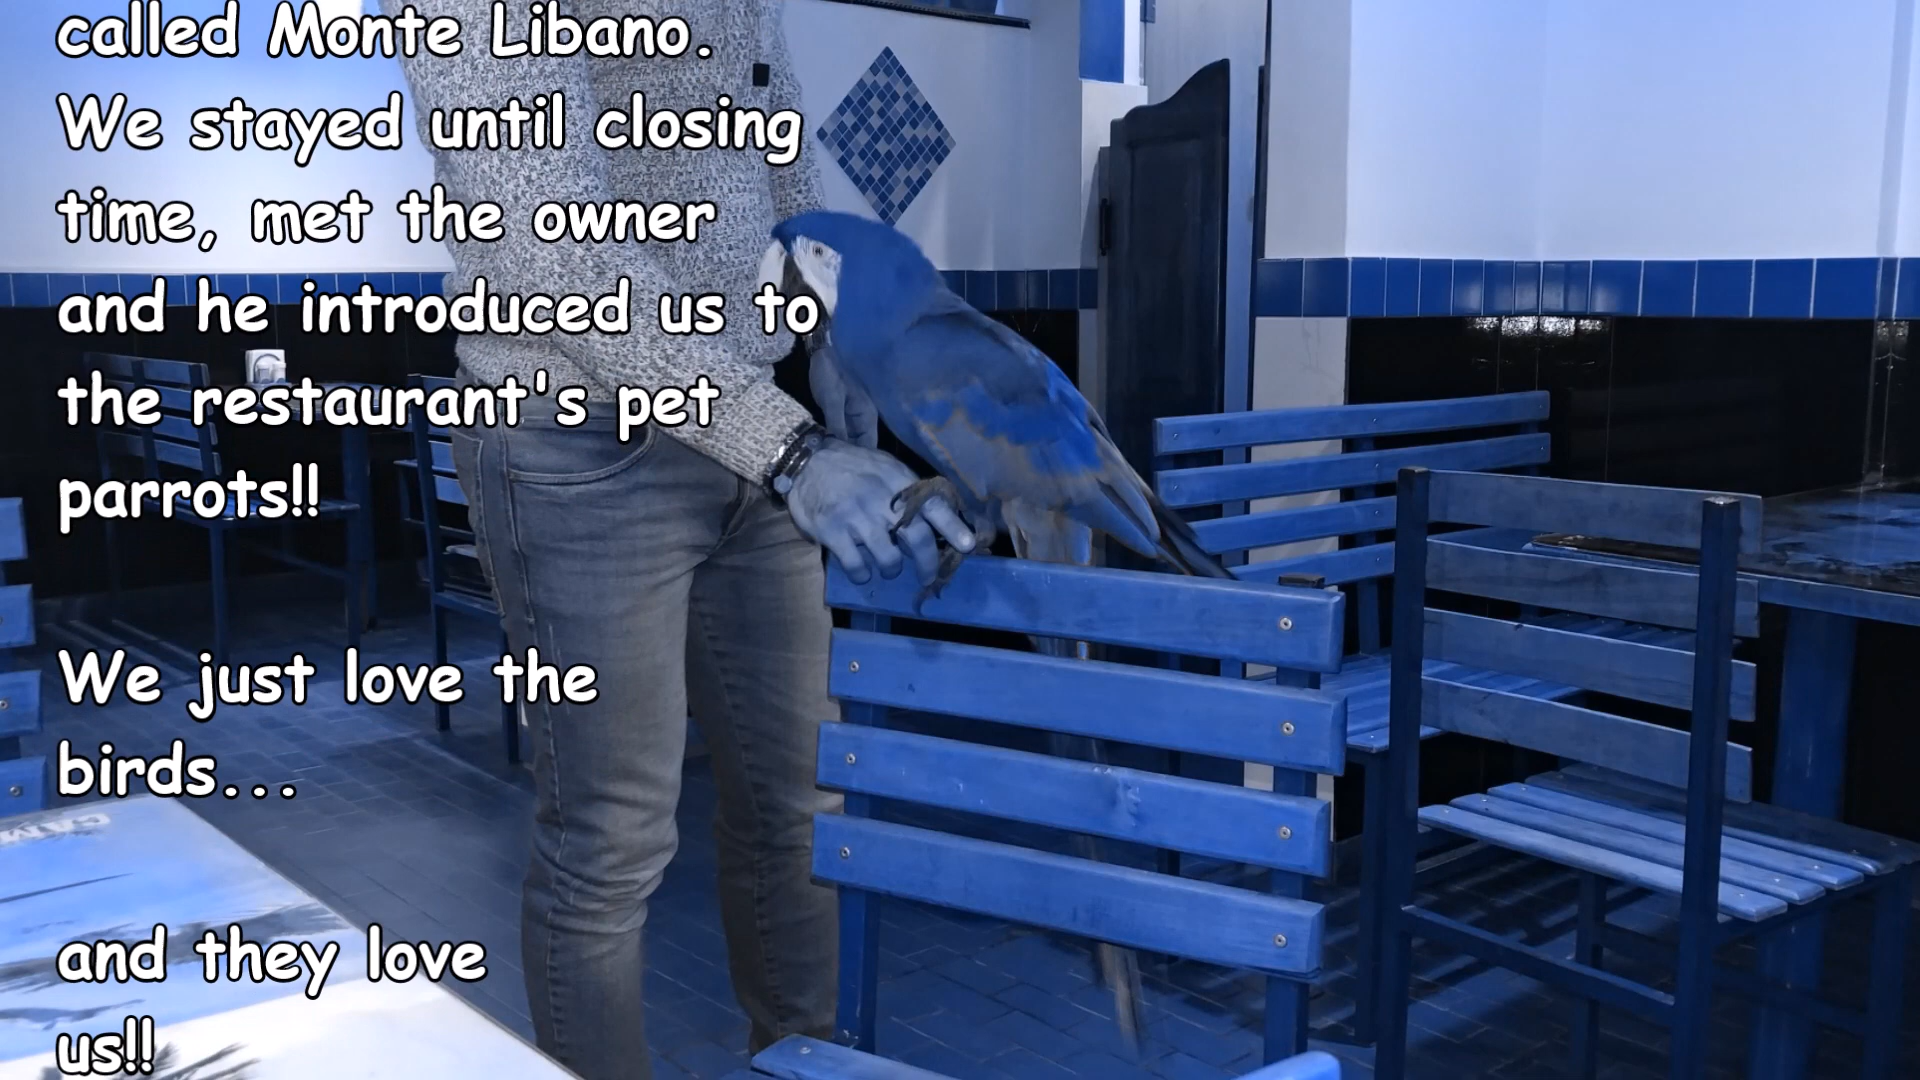 called Monte Libano.
We stayed until closing
time, met the owner
and he introduced us to
the restaurant's pet
parrots!!
We just love the
birds...
and they love
us!!
CAM